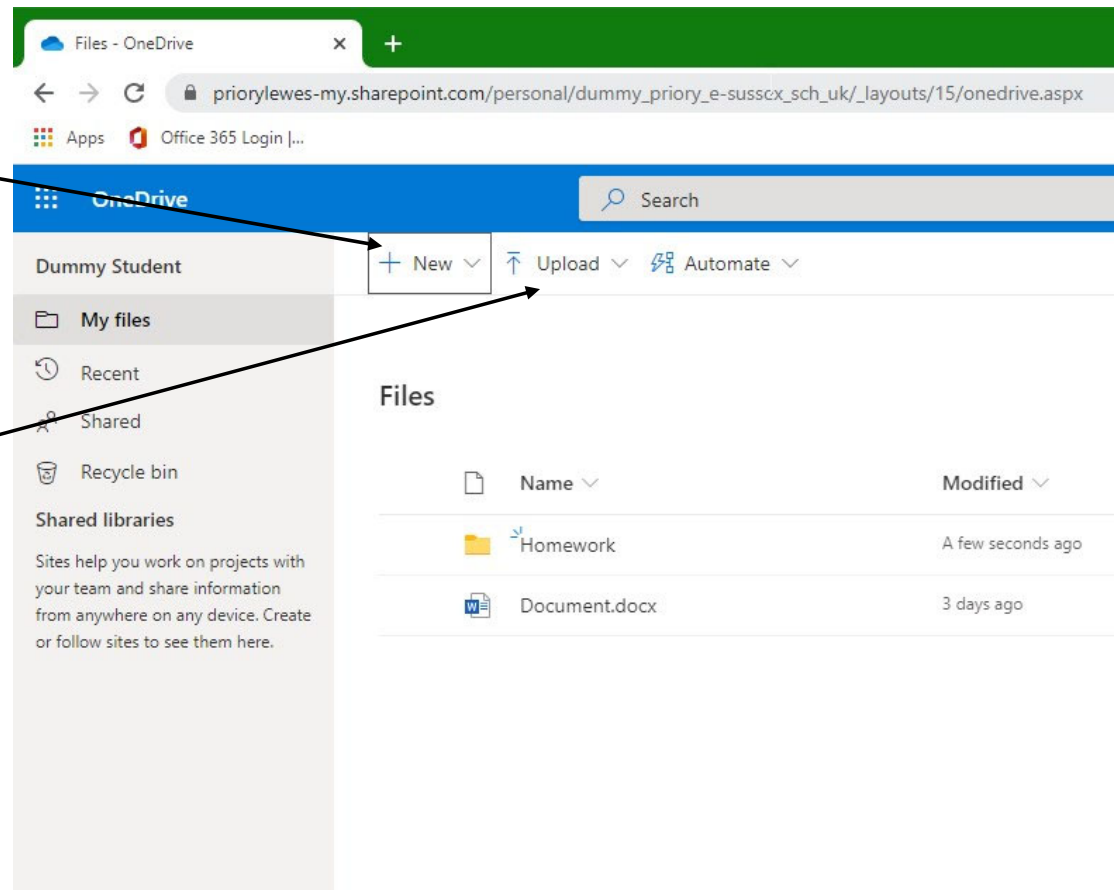 Files - OneDrive
priorylewes-my.sharepoint.com/personal/dummy_priory_e-sussex_sch_uk/_layouts/15/onedrive.aspx
Apps Office 365 Login |...
OneDrive Search
Dummy Student
+ New Upload Automate
My files
Recent
Shared
Recycle bin
Shared libraries
Sites help you work on projects with
your team and share information
from anywhere on any device. Create
or follow sites to see them here.
Files
Name Modified
Homework A few seconds ago
Document.docx 3 days ago